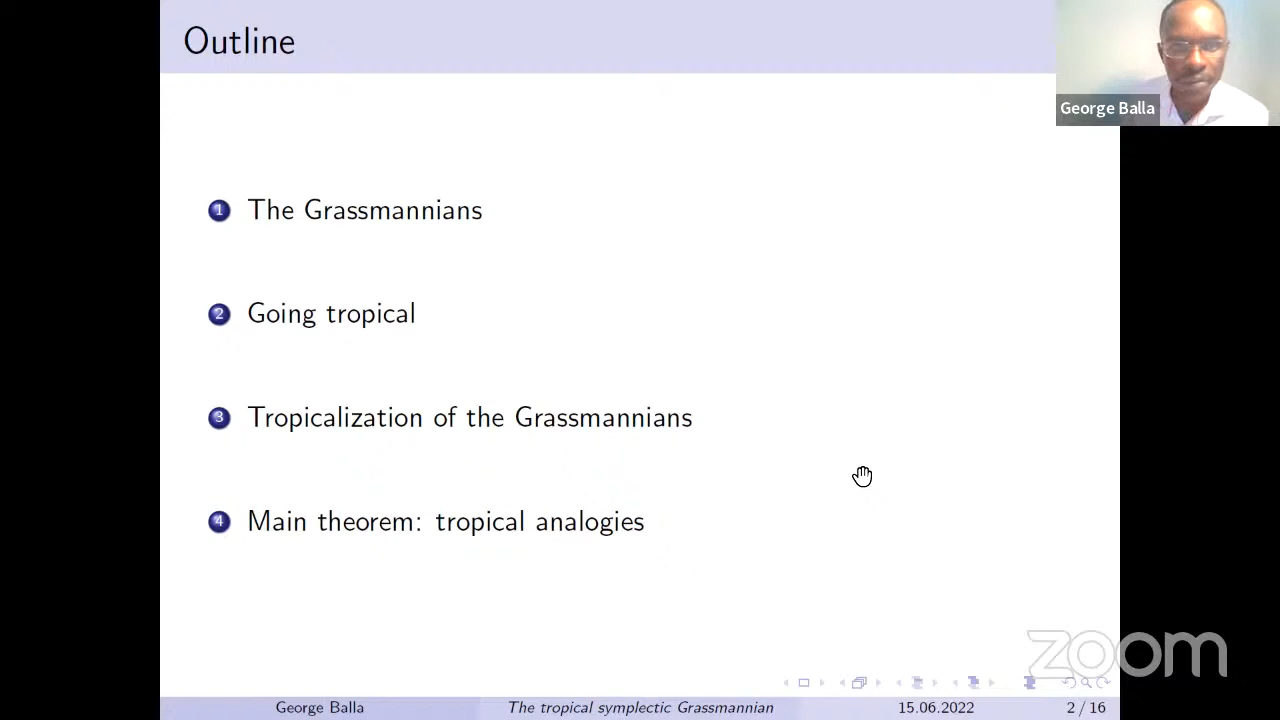 Outline
George Balla
1 The Grassmannians
2 Going tropical
3 Tropicalization of the Grassmannians
4 Main theorem: tropical analogies
zoom
George Balla The tropical symplectic Grassmannian 15.06.2022 2 / 16